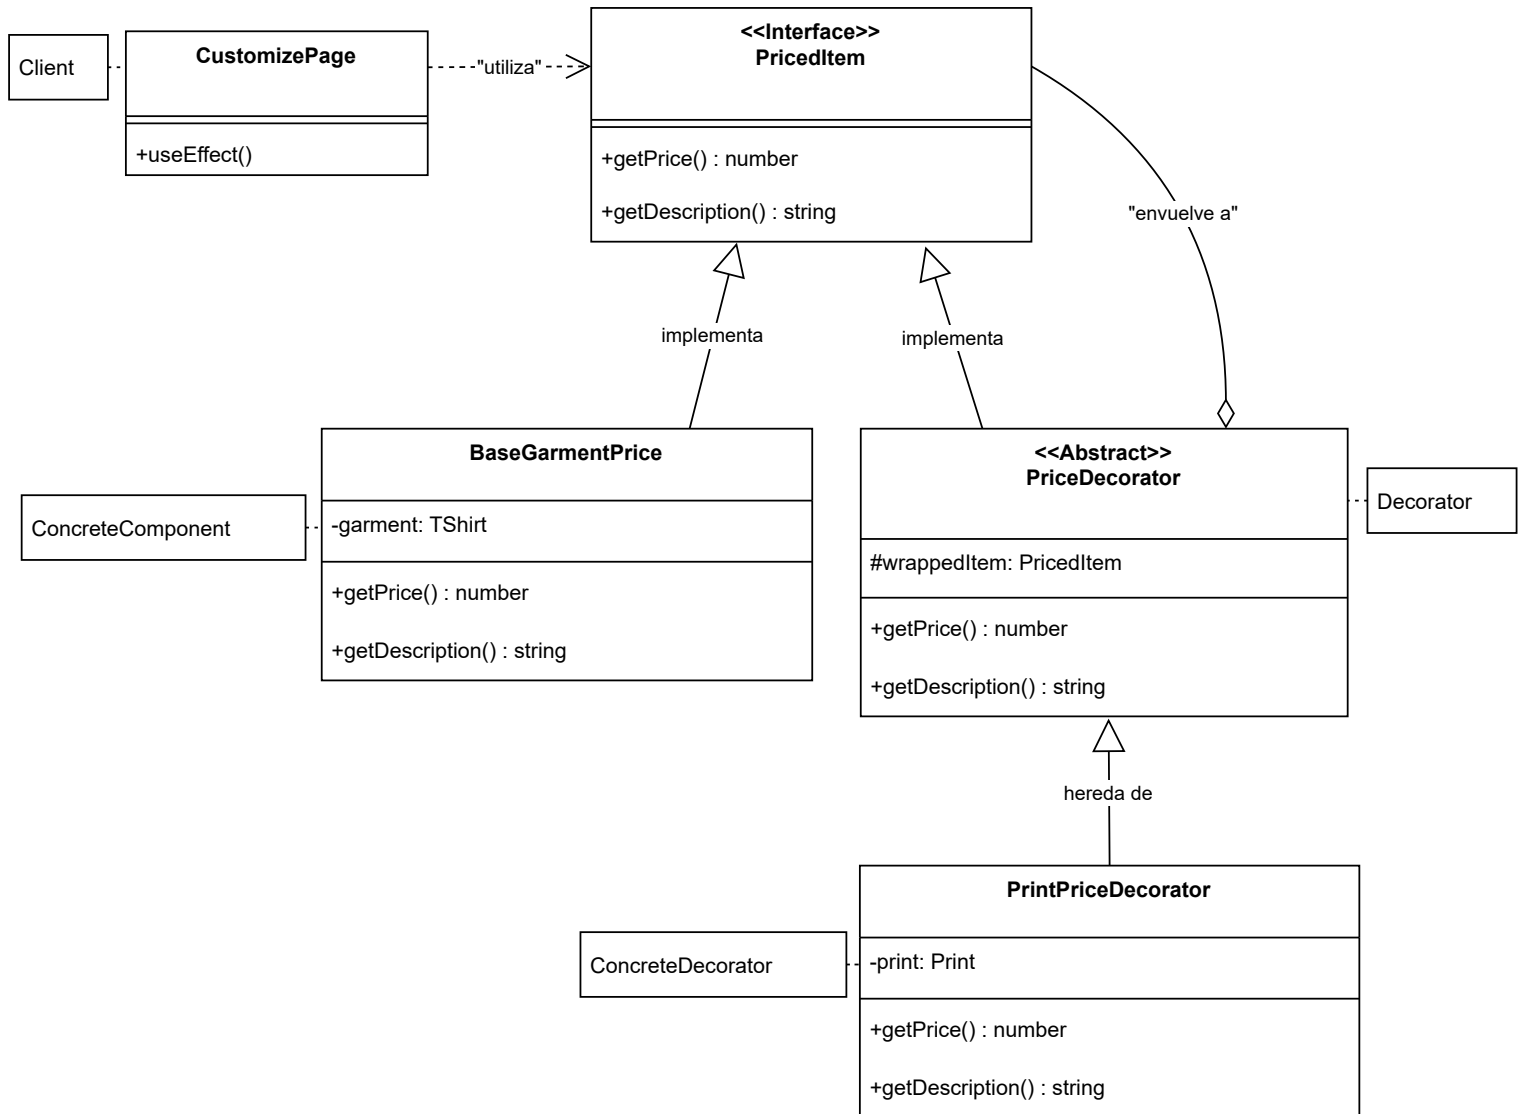 Client
CustomizePage
+useEffect()
"utiliza"
<<Interface>>
PricedItem
+getPrice() : number
+getDescription() : string
"envuelve a"
implementa
implementa
BaseGarmentPrice
-garment: TShirt
+getPrice() : number
+getDescription() : string
ConcreteComponent
<<Abstract>>
PriceDecorator
#wrappedItem: PricedItem
+getPrice() : number
+getDescription() : string
Decorator
hereda de
PrintPriceDecorator
-print: Print
+getPrice() : number
+getDescription() : string
ConcreteDecorator